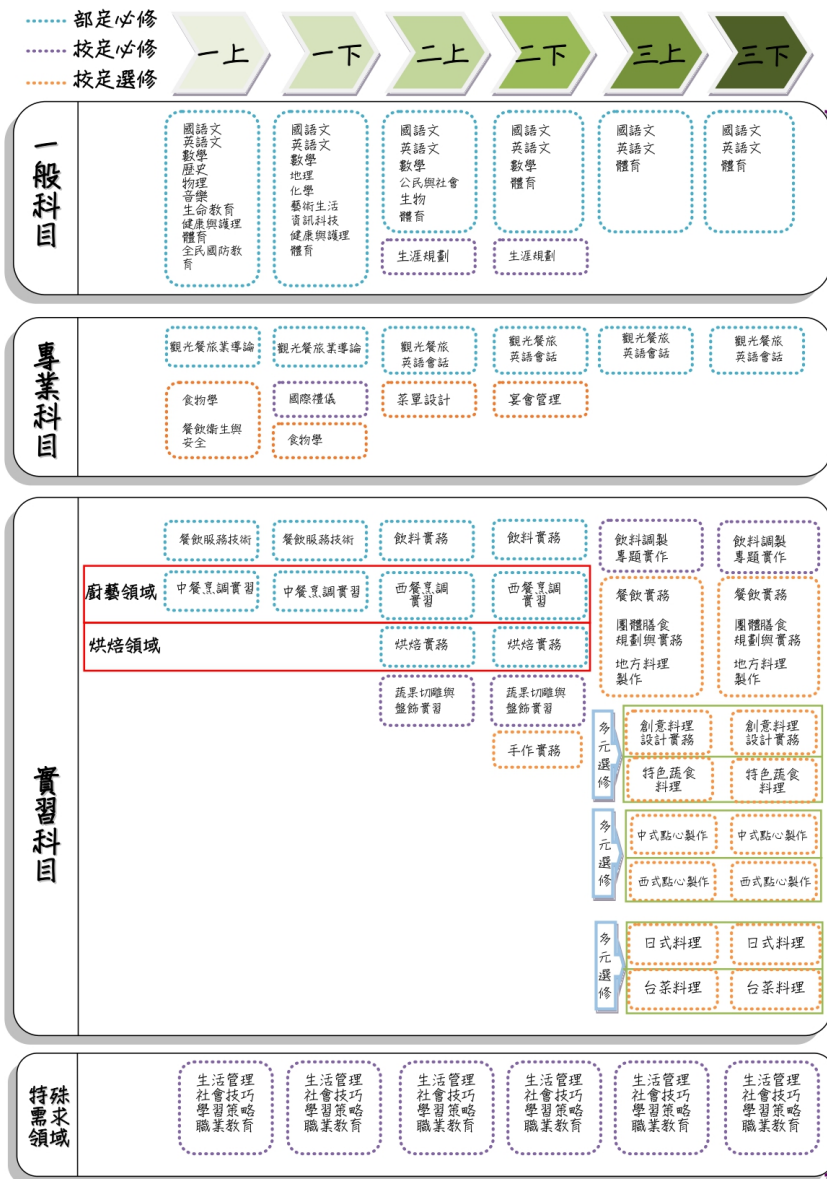 部定必修
校定必修
校定選修
一上
一下
二上
二下
三上
三下
一般科目
國語文
英語文
數學
歷史
物理
音樂
生命教育
健康與護理
體育
全民國防教
育
國語文
英語文
數學
地理
化學
藝術生活
資訊科技
健康與護理
體育
國語文
英語文
數學
公民與社會
生物
體育
生涯規劃
國語文
英語文
數學
體育
生涯規劃
國語文
英語文
體育
國語文
英語文
體育
專業科目
觀光餐旅業導論
觀光餐旅業導論
觀光餐旅
英語會話
觀光餐旅
英語會話
觀光餐旅
英語會話
觀光餐旅
英語會話
食物學
餐飲衛生與
安全
國際禮儀
食物學
菜單設計
宴會管理
實習科目
餐飲服務技術
餐飲服務技術
飲料實務
飲料實務
飲料調製
專題實作
飲料調製
專題實作
廚藝領域
中餐烹調實習
中餐烹調實習
西餐烹調
實習
西餐烹調
實習
烘焙領域
烘焙實務
烘焙實務
餐飲實務
團體膳食
規劃與實務
地方料理
製作
餐飲實務
團體膳食
規劃與實務
地方料理
製作
蔬果切雕與
盤飾實習
蔬果切雕與
盤飾實習
手作實務
多元選修
創意料理
設計實務
創意料理
設計實務
特色蔬食
料理
特色蔬食
料理
多元選修
中式點心製作
中式點心製作
西式點心製作
西式點心製作
多元選修
日式料理
日式料理
台菜料理
台菜料理
特殊
需求
領域
生活管理
社會技巧
學習策略
職業教育
生活管理
社會技巧
學習策略
職業教育
生活管理
社會技巧
學習策略
職業教育
生活管理
社會技巧
學習策略
職業教育
生活管理
社會技巧
學習策略
職業教育
生活管理
社會技巧
學習策略
職業教育